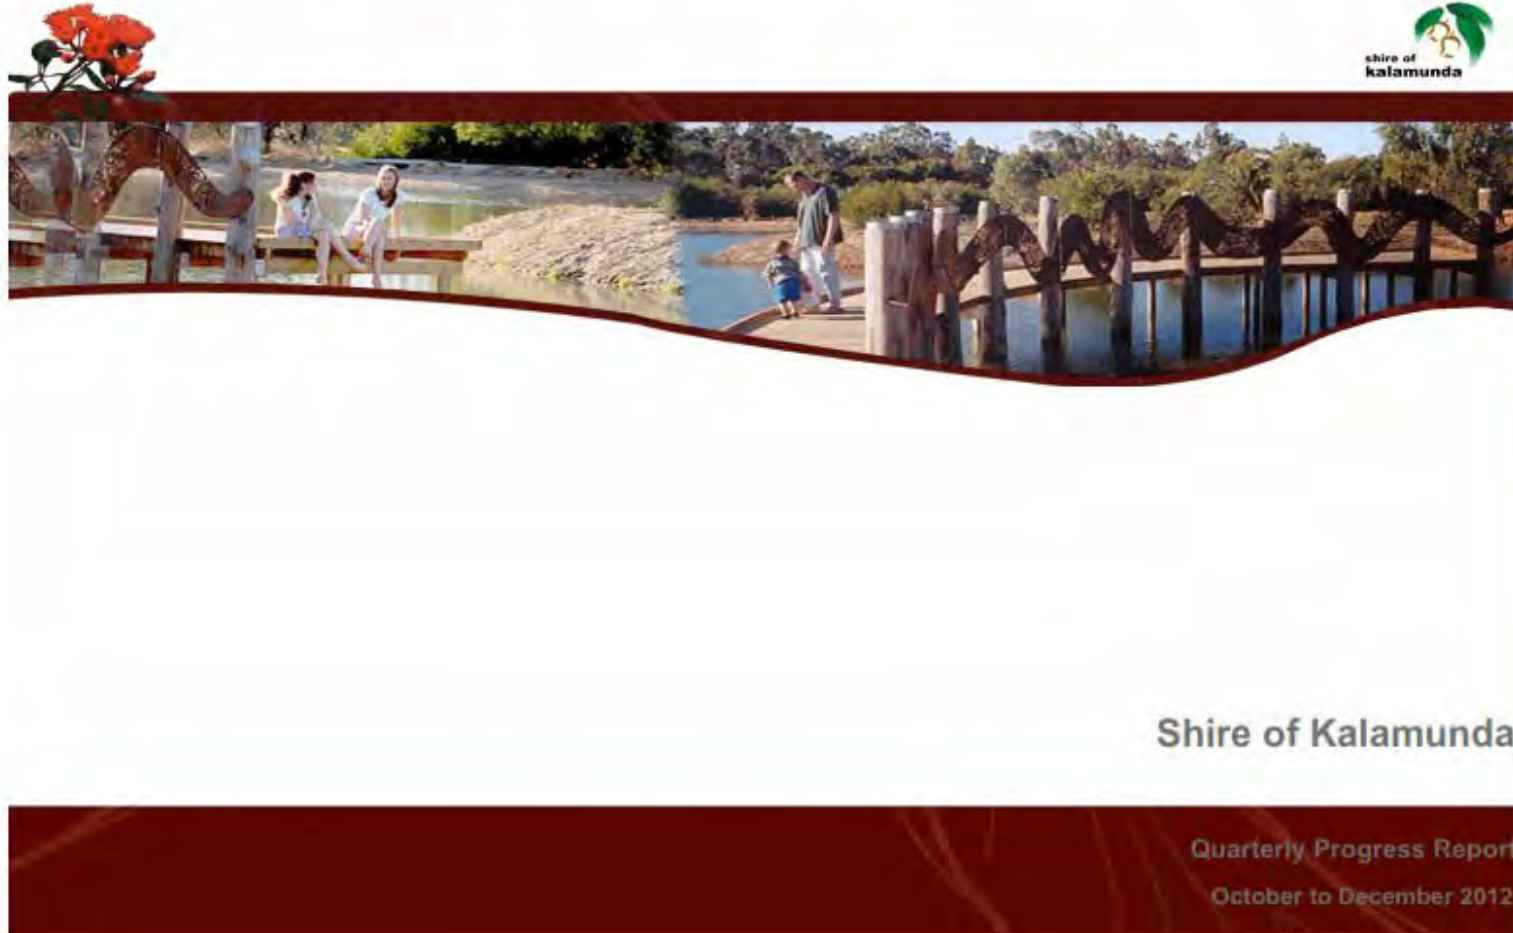 shire of
kalamunda
Shire of Kalamunda
Quarterly Progress Report
October to December 2012